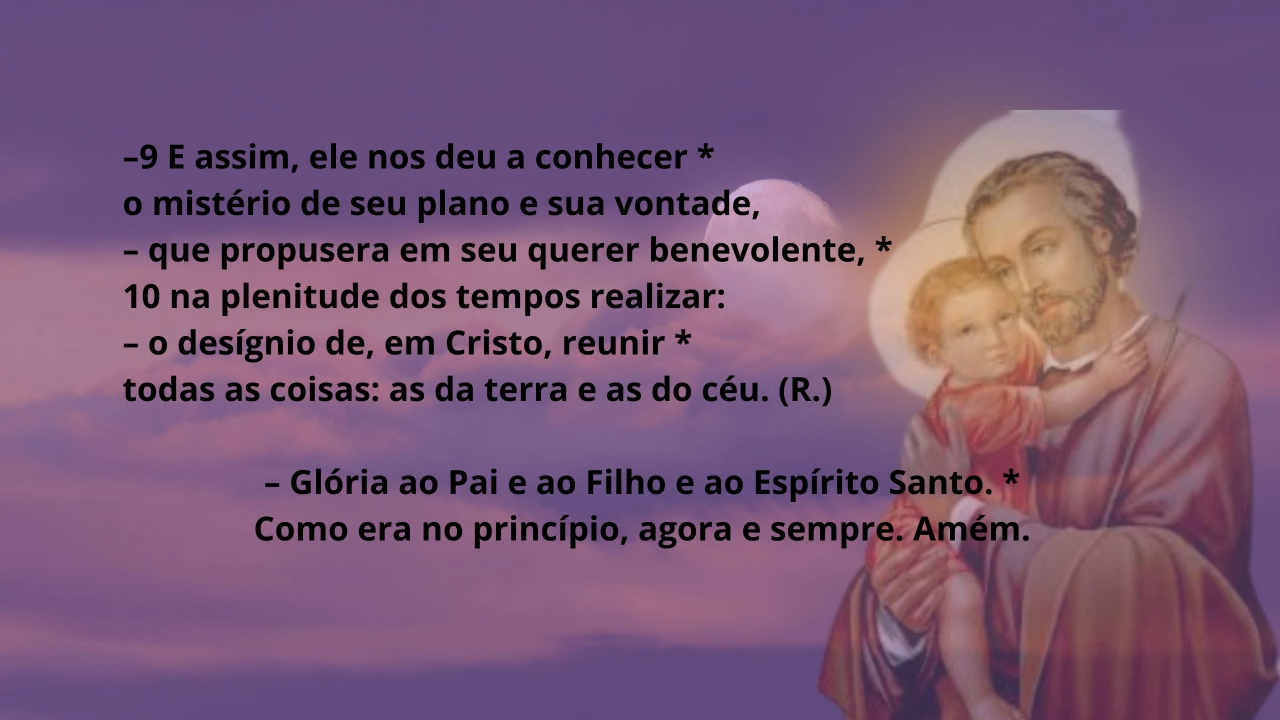 –9 E assim, ele nos deu a conhecer *
o mistério de seu plano e sua vontade,
– que propusera em seu querer benevolente, *
10 na plenitude dos tempos realizar:
– o desígnio de, em Cristo, reunir *
todas as coisas: as da terra e as do céu. (R.)
– Glória ao Pai e ao Filho e ao Espírito Santo. *
Como era no princípio, agora e sempre. Amém.